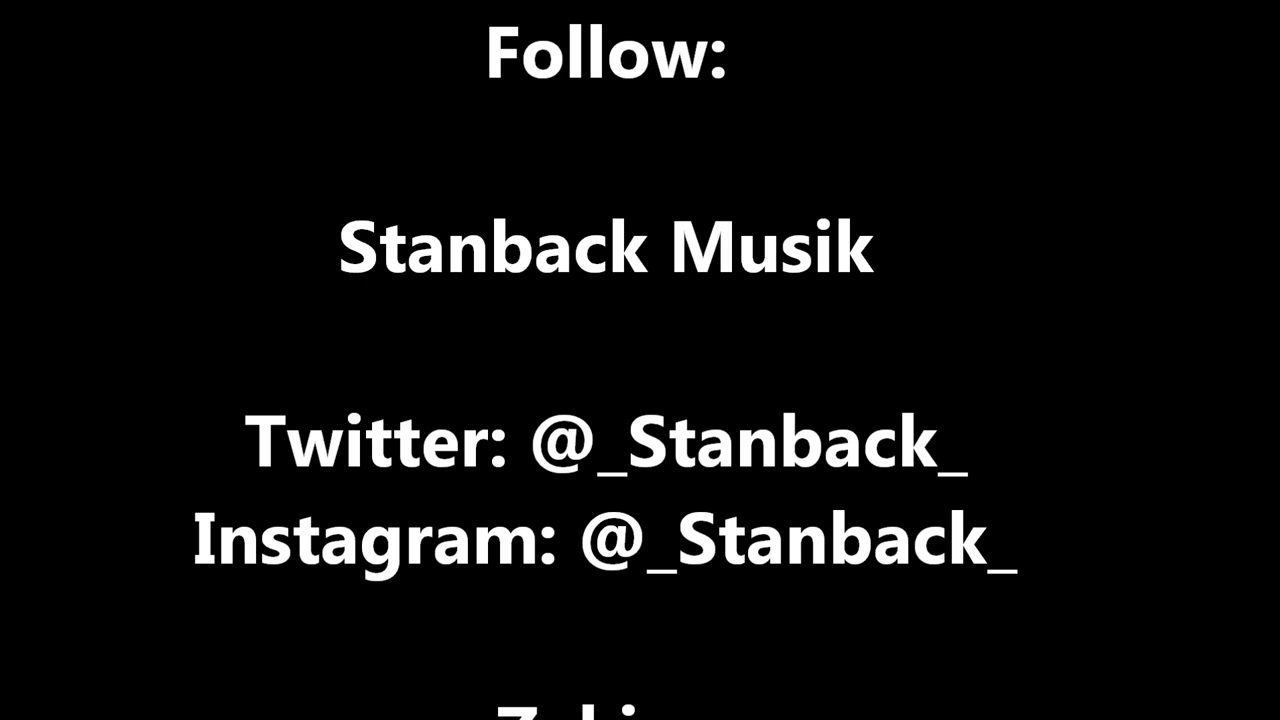 Follow:
Stanback Musik
Twitter: @_Stanback_
Instagram: @_Stanback_